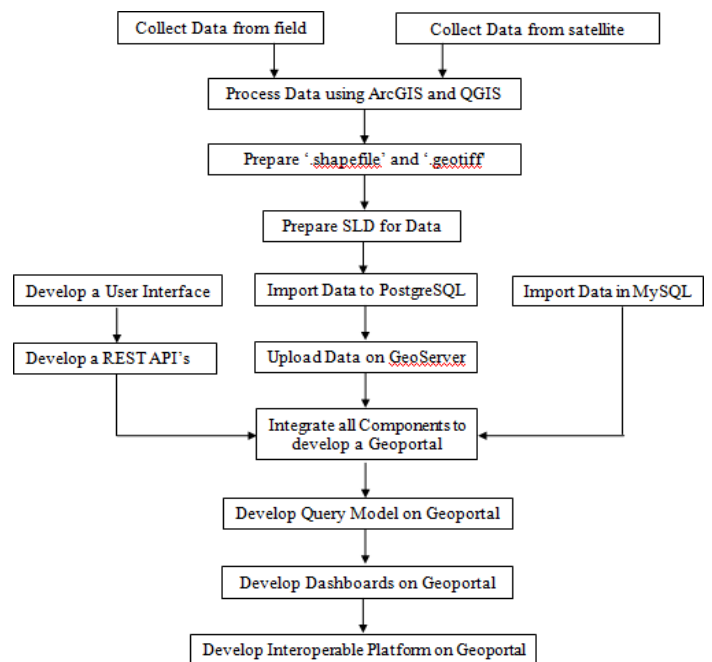 Collect Data from field
Collect Data from satellite
Process Data using ArcGIS and QGIS
Prepare ‘.shapefile’ and ‘.geotiff'
Prepare SLD for Data
Develop a User Interface
Import Data to PostgreSQL
Import Data in MySQL
Develop a REST API’s
Upload Data on GeoServer
Integrate all Components to
develop a Geoportal
Develop Query Model on Geoportal
Develop Dashboards on Geoportal
Develop Interoperable Platform on Geoportal